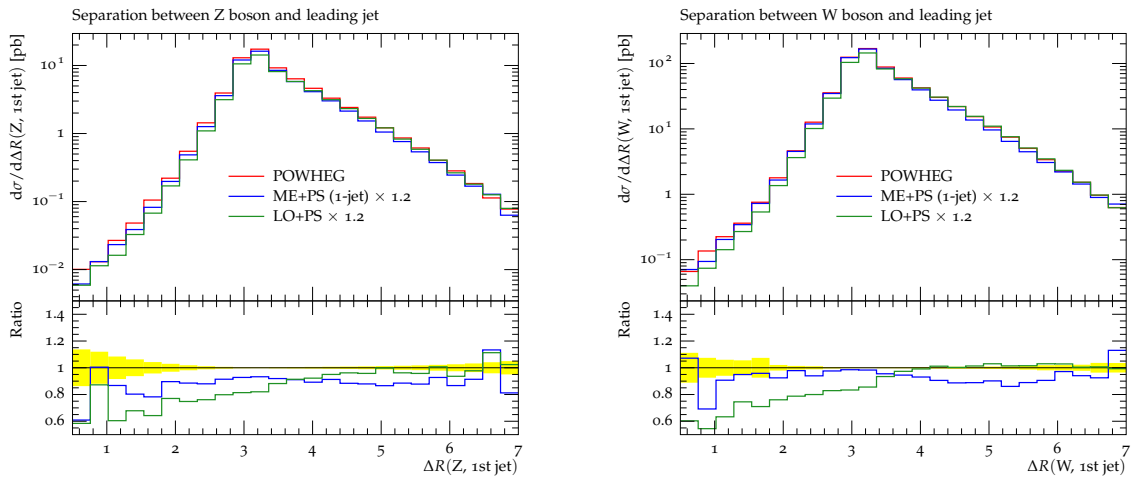 Separation between Z boson and leading jet
dσ/dΔR(Z, 1st jet) [pb]
10¹
1
10⁻¹
10⁻²
POWHEG
ME+PS (1-jet) × 1.2
LO+PS × 1.2
Ratio
1.4
1.2
1
0.8
0.6
1 2 3 4 5 6 7
ΔR(Z, 1st jet)
Separation between W boson and leading jet
dσ/dΔR(W, 1st jet) [pb]
10²
10¹
1
10⁻¹
POWHEG
ME+PS (1-jet) × 1.2
LO+PS × 1.2
Ratio
1.4
1.2
1
0.8
0.6
1 2 3 4 5 6 7
ΔR(W, 1st jet)